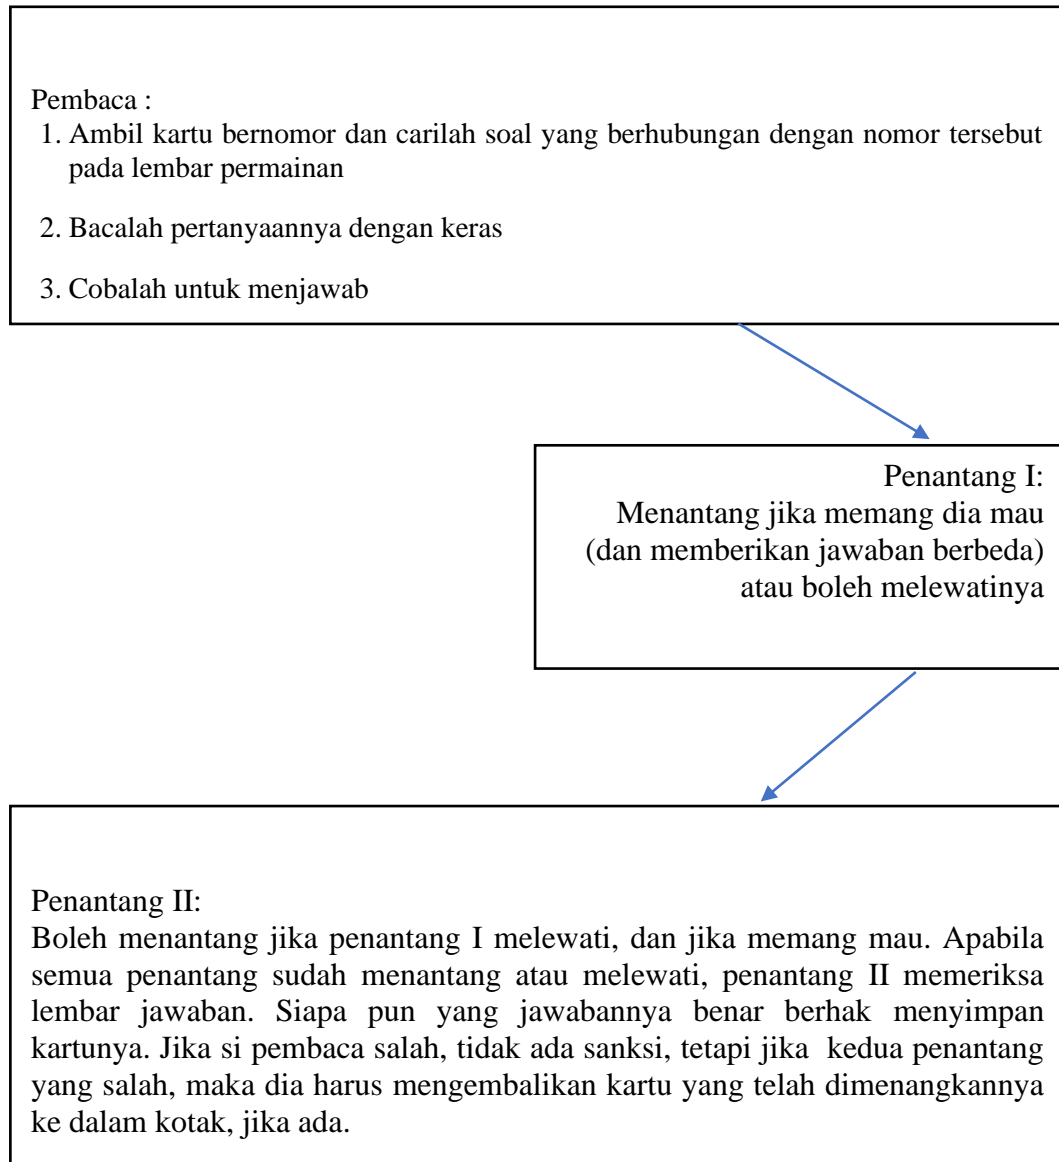 Pembaca :
1. Ambil kartu bernomor dan carilah soal yang berhubungan dengan nomor tersebut
pada lembar permainan
2. Bacalah pertanyaannya dengan keras
3. Cobalah untuk menjawab
Penantang I:
Menantang jika memang dia mau
(dan memberikan jawaban berbeda)
atau boleh melewatinya
Penantang II:
Boleh menantang jika penantang I melewati, dan jika memang mau. Apabila
semua penantang sudah menantang atau melewati, penantang II memeriksa
lembar jawaban. Siapa pun yang jawabannya benar berhak menyimpan
kartunya. Jika si pembaca salah, tidak ada sanksi, tetapi jika kedua penantang
yang salah, maka dia harus mengembalikan kartu yang telah dimenangkannya
ke dalam kotak, jika ada.